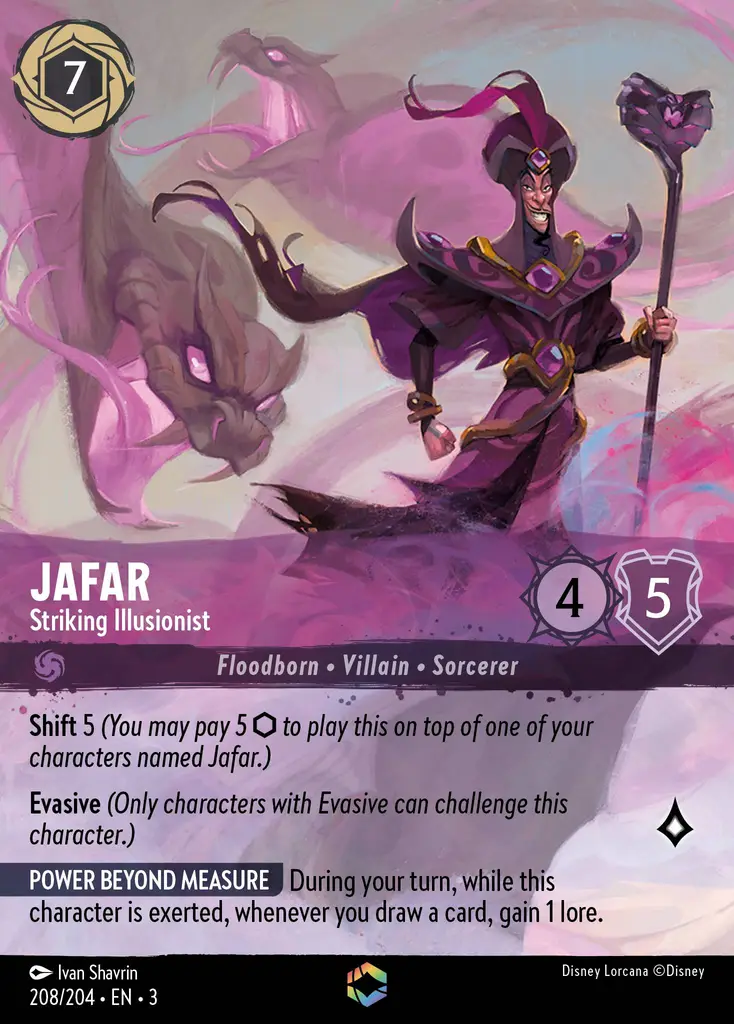 7
JAFAR
Striking Illusionist
4
5
Floodborn • Villain • Sorcerer
Shift 5 (You may pay 5 ⬡ to play this on top of one of your
characters named Jafar.)
Evasive (Only characters with Evasive can challenge this
character.)
POWER BEYOND MEASURE During your turn, while this
character is exerted, whenever you draw a card, gain 1 lore.
Ivan Shavrin
Disney Lorcana ©Disney
208/204 • EN • 3